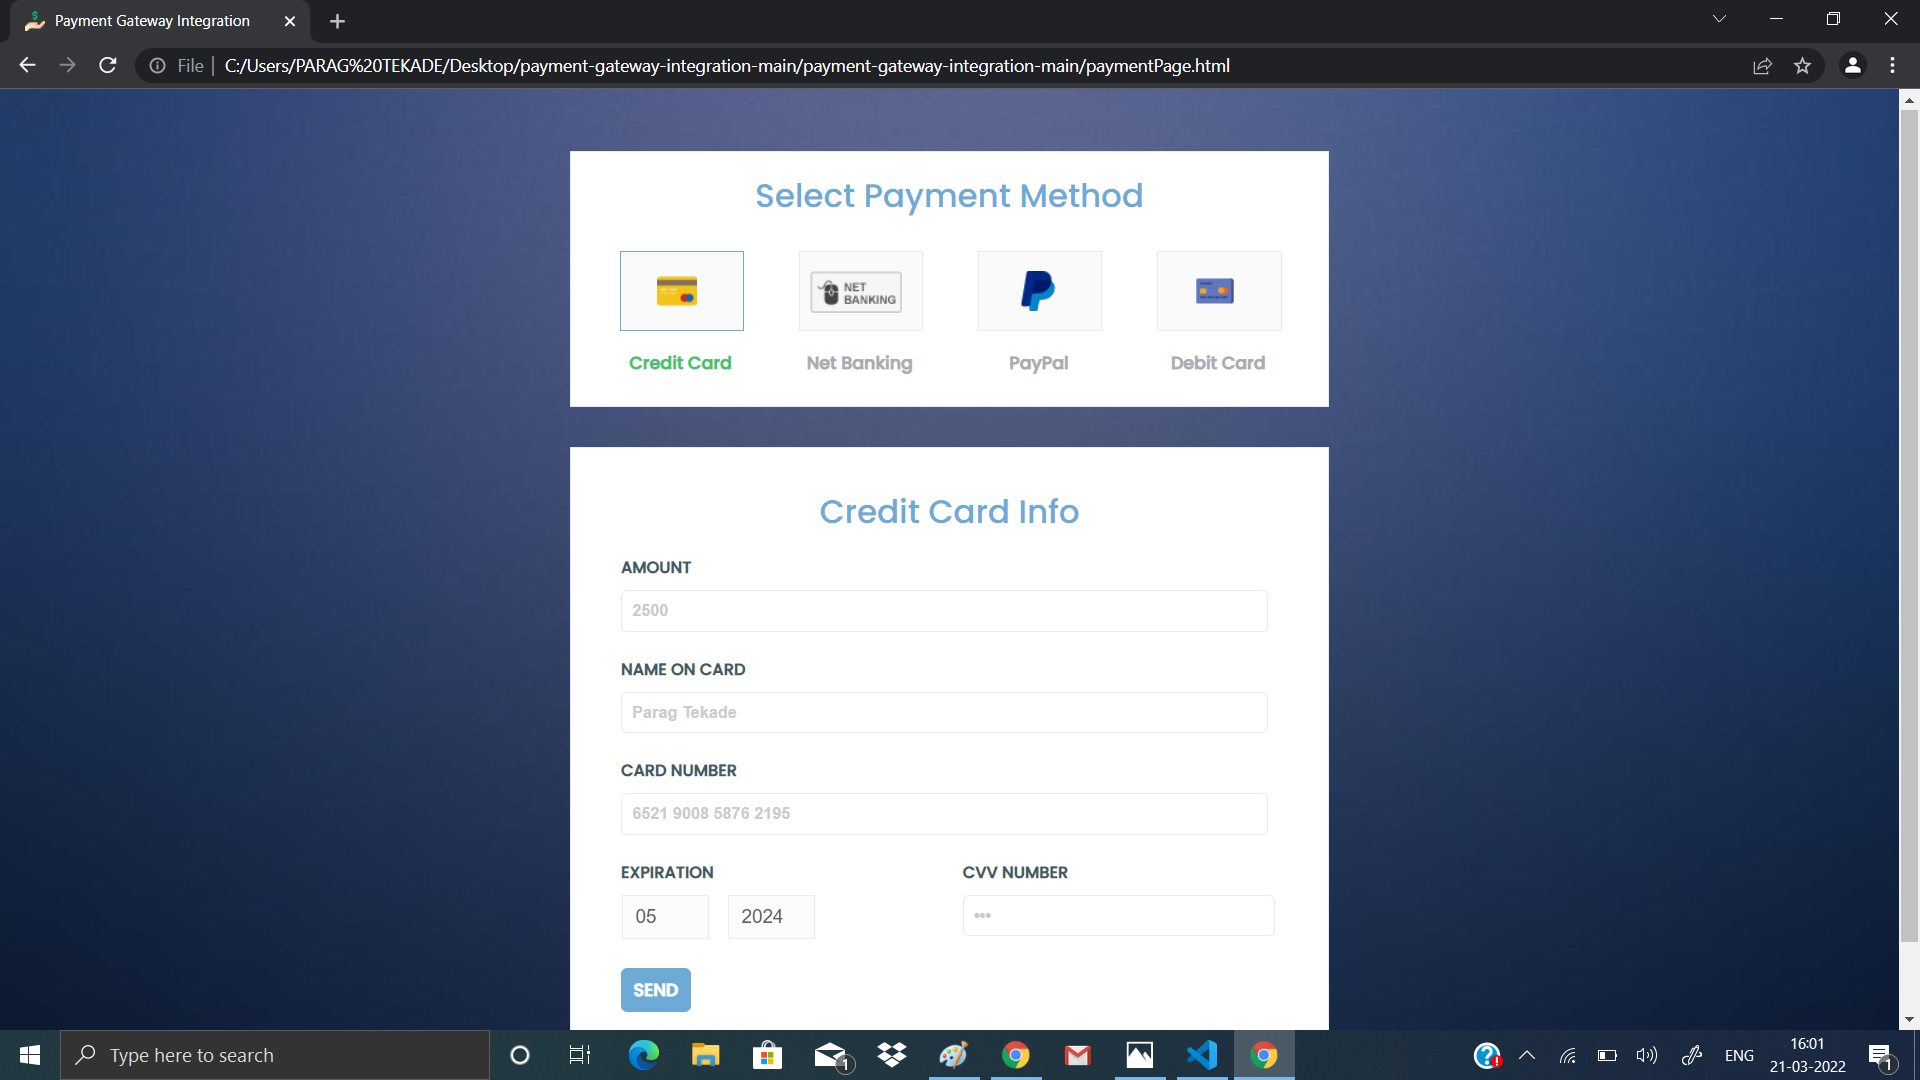 Payment Gateway Integration
File
C:/Users/PARAG%20TEKADE/Desktop/payment-gateway-integration-main/payment-gateway-integration-main/paymentPage.html
Select Payment Method
NET
BANKING
Credit Card
Net Banking
PayPal
Debit Card
Credit Card Info
AMOUNT
2500
NAME ON CARD
Parag Tekade
CARD NUMBER
6521 9008 5876 2195
EXPIRATION
CVV NUMBER
05
2024
•••
SEND
Type here to search
1
ENG
16:01
21-03-2022
1